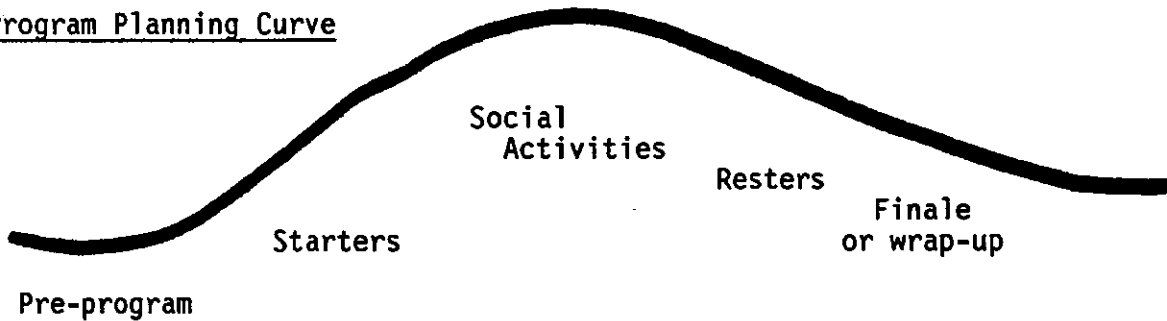 rogram Planning Curve
Social
Activities
Resters
Finale
or wrap-up
Starters
Pre-program